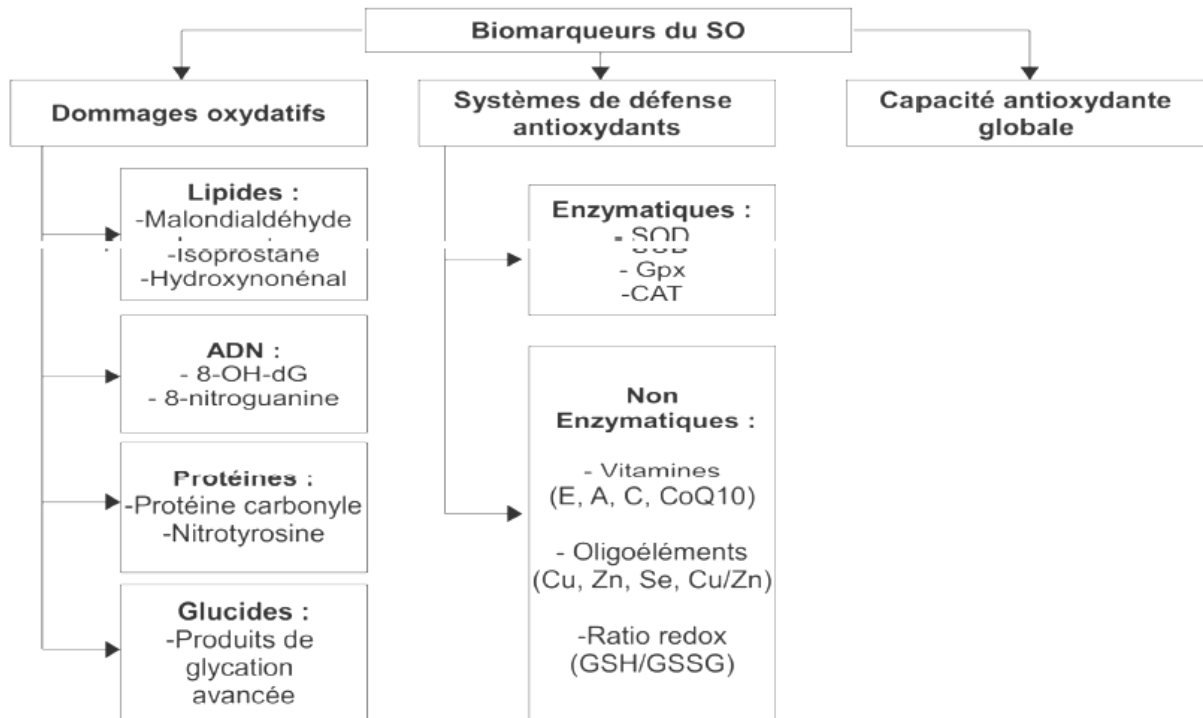 Biomarqueurs du SO
Dommages oxydatifs
Systèmes de défense
antioxydants
Capacité antioxydante
globale
Lipides :
-Malondialdéhyde
-Isoprostane
-Hydroxynonénal
ADN :
- 8-OH-dG
- 8-nitroguanine
Protéines :
-Protéine carbonyle
-Nitrotyrosine
Glucides :
-Produits de
glycation
avancée
Enzymatiques :
- SOD
- Gpx
-CAT
Non
Enzymatiques :
- Vitamines
(E, A, C, CoQ10)
- Oligoéléments
(Cu, Zn, Se, Cu/Zn)
-Ratio redox
(GSH/GSSG)